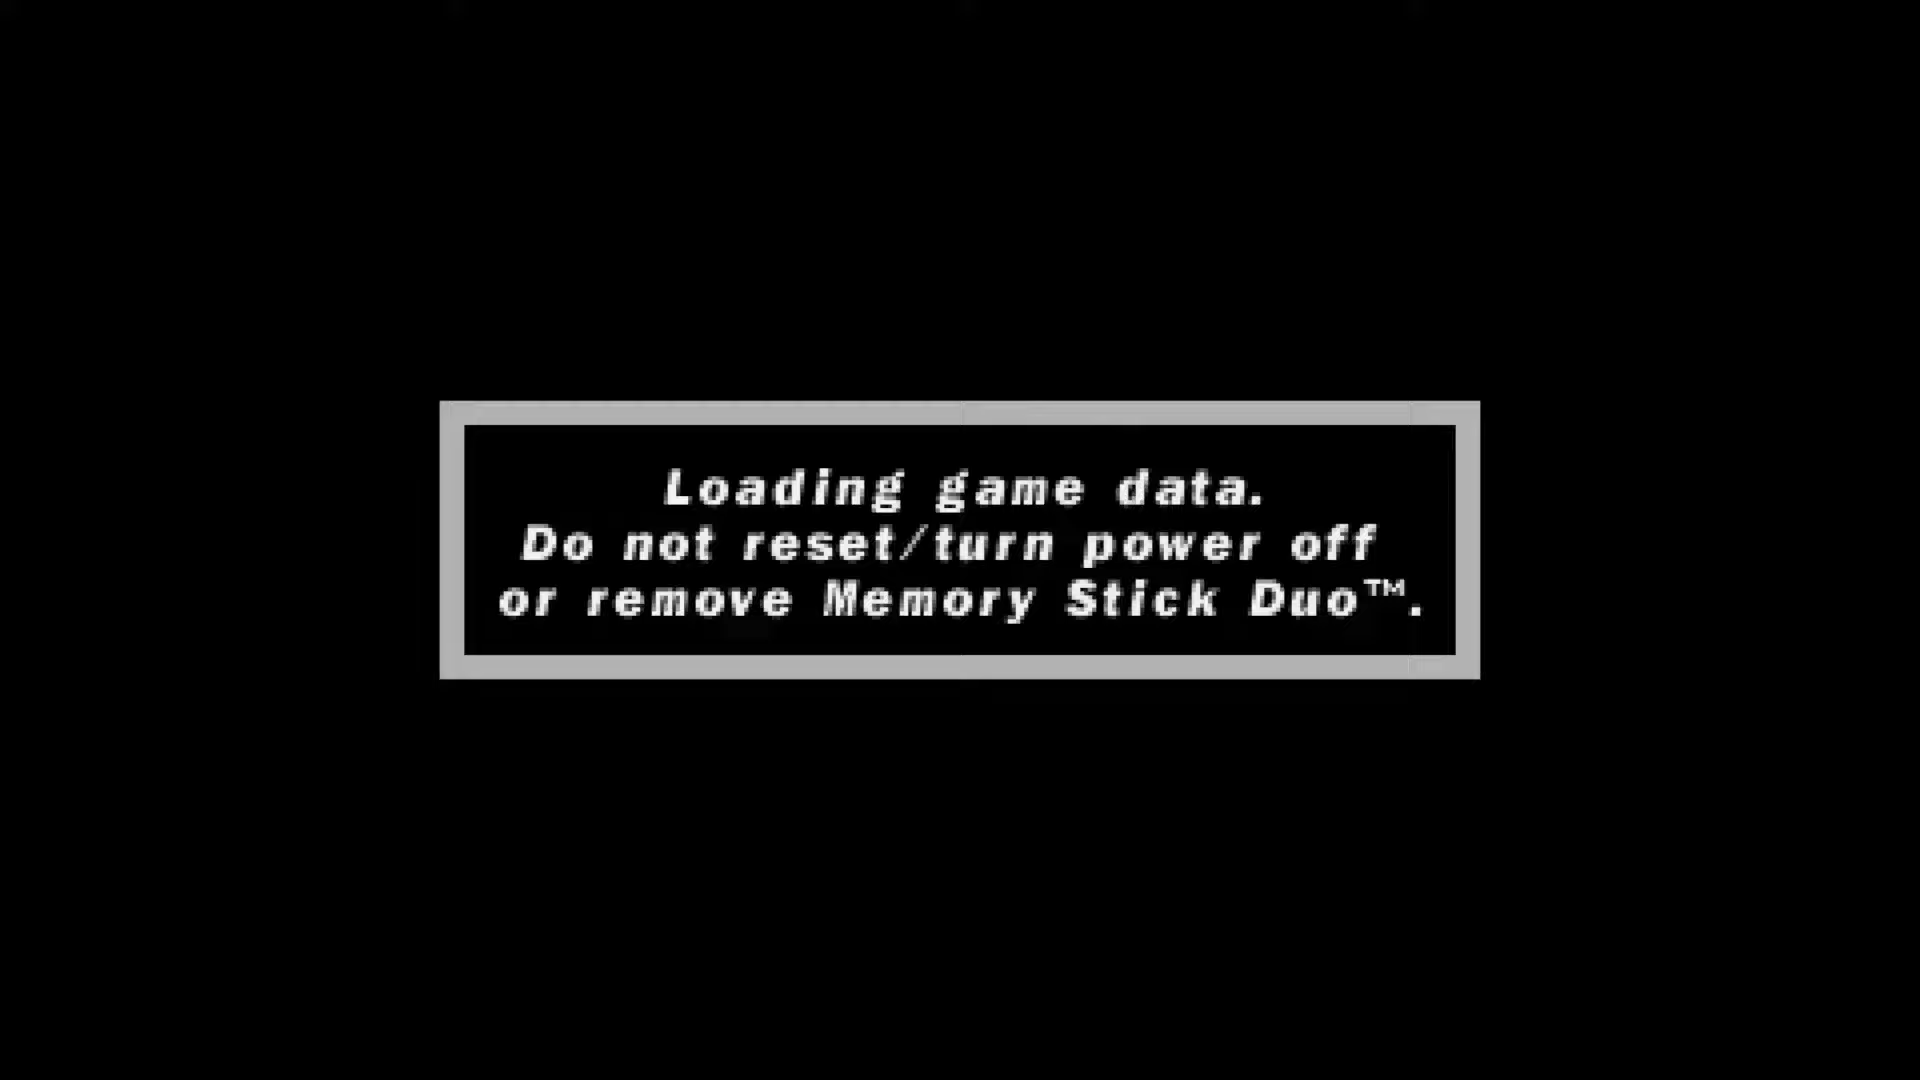 Loading game data.
Do not reset/turn power off
or remove Memory Stick Duo™.